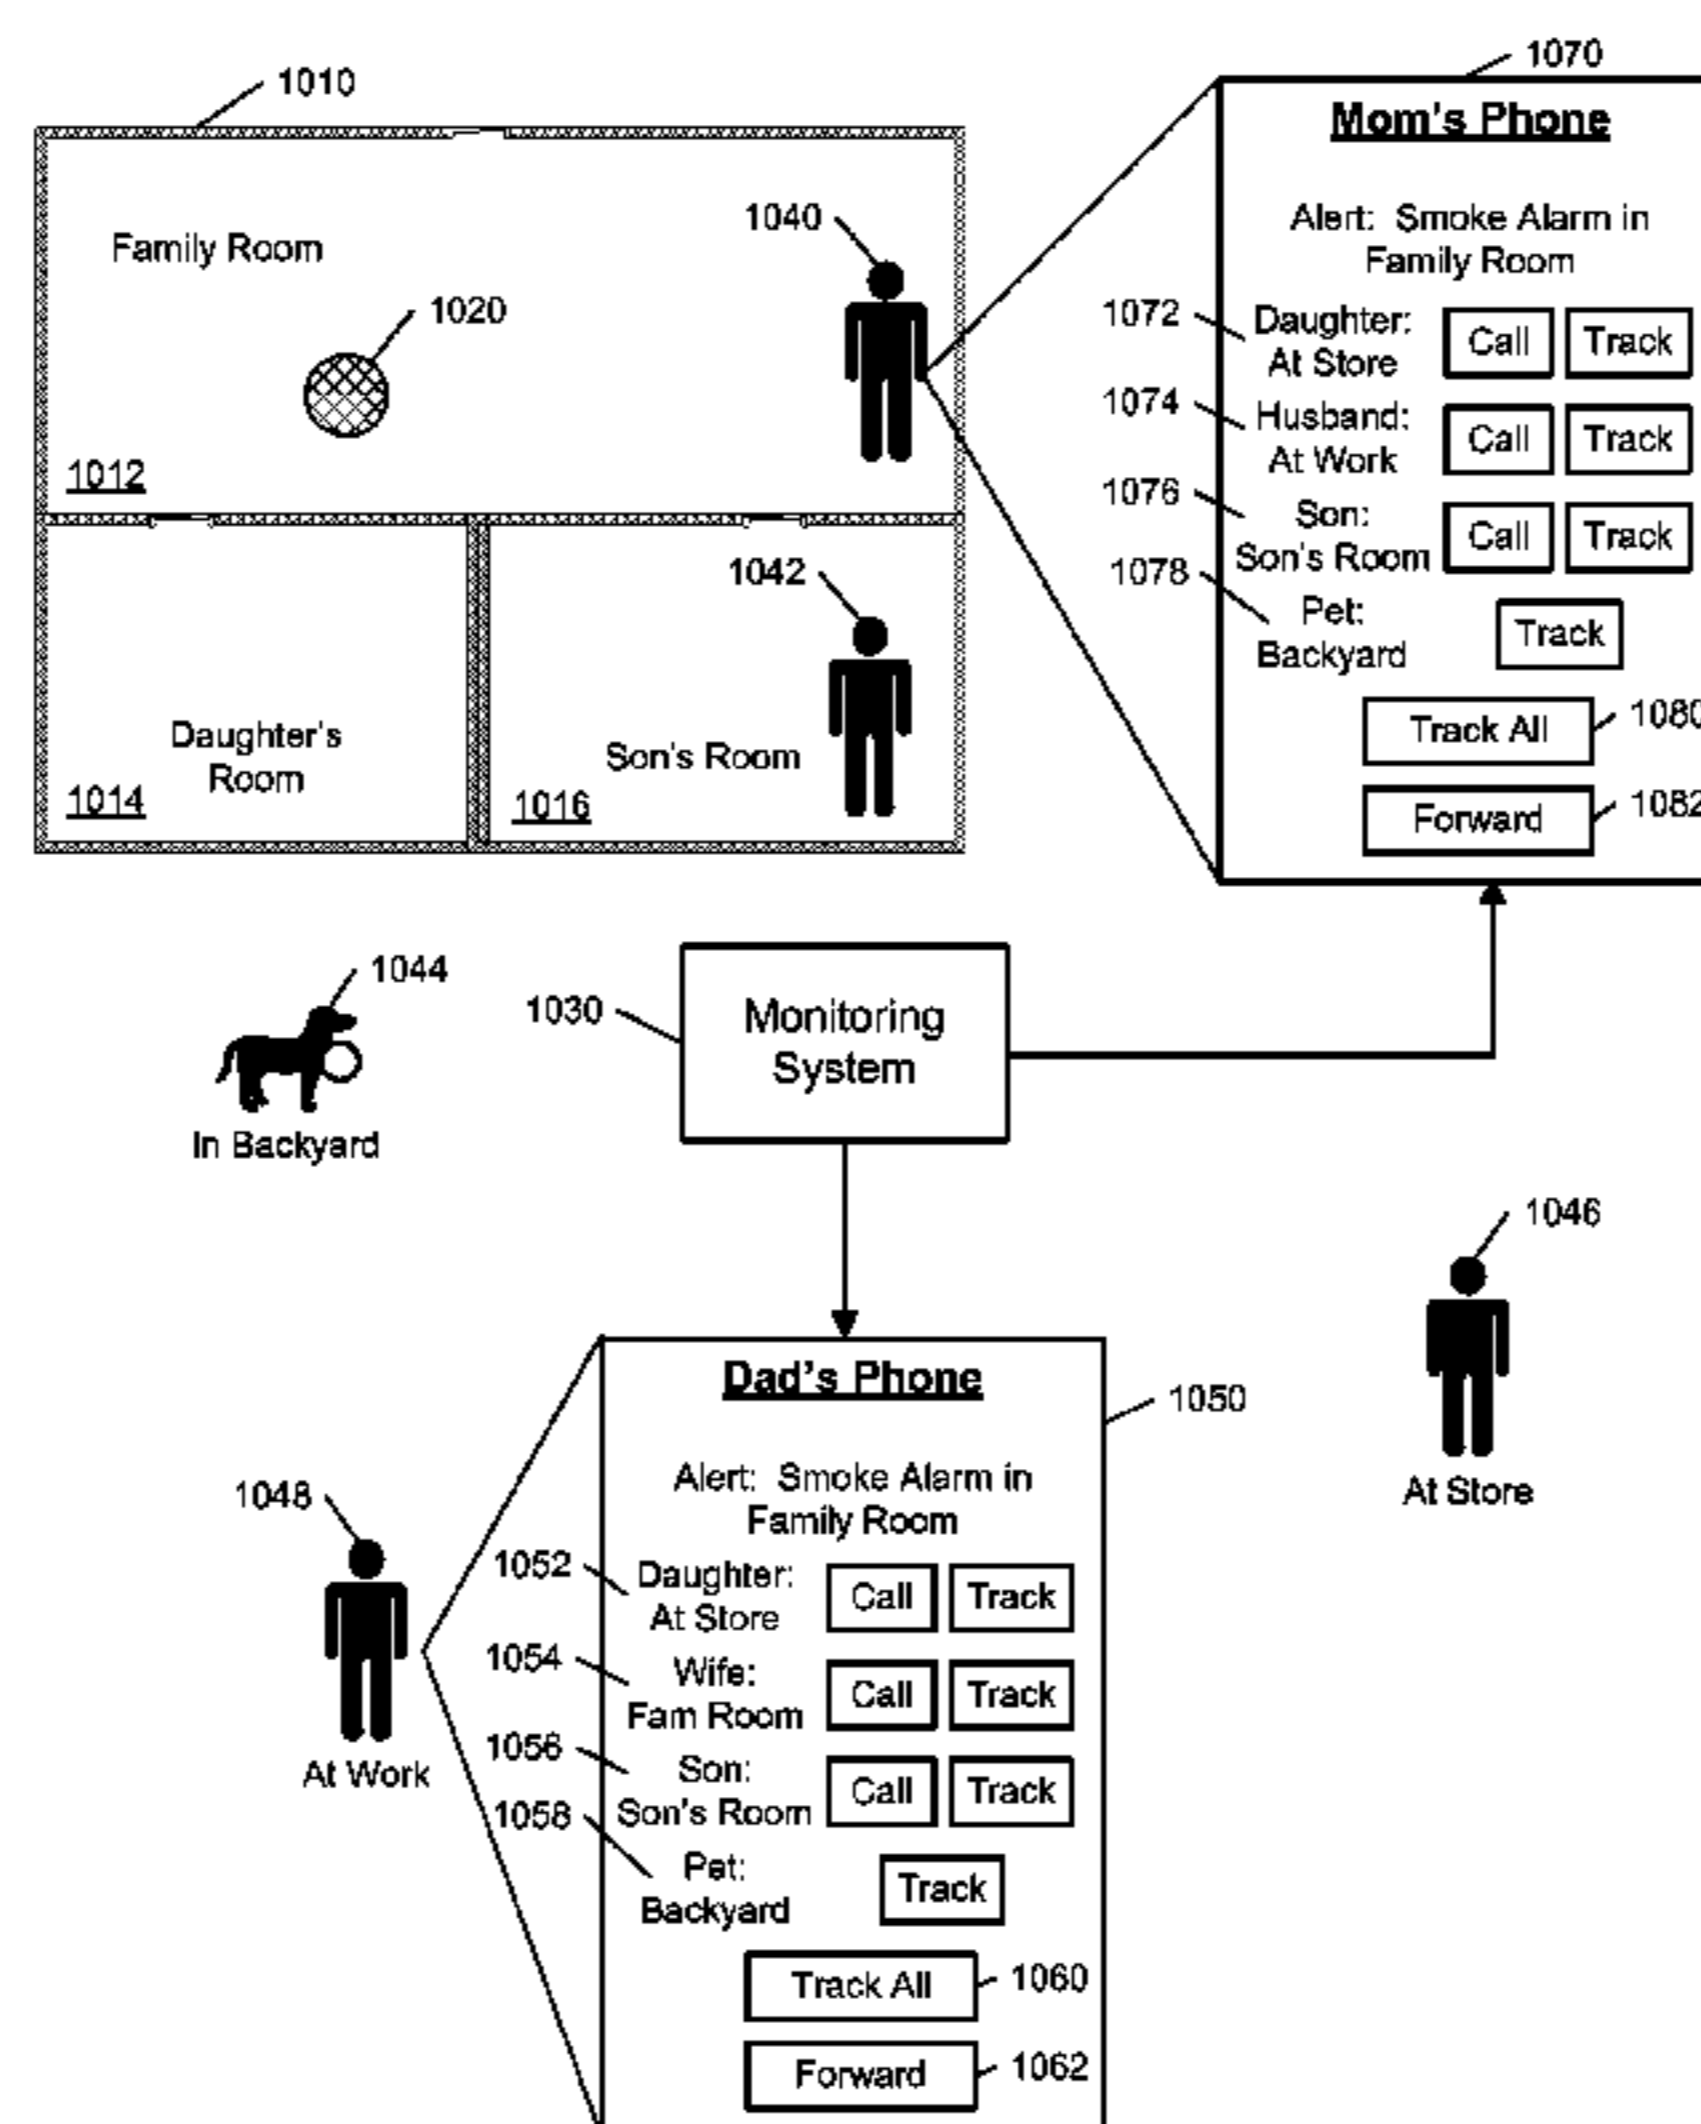 1010
Family Room
1020
1012
1040
Daughter's
Room
1014
1042
Son's Room
1016
1070
Mom's Phone
Alert: Smoke Alarm in
Family Room
1072
Daughter:
At Store
Call Track
1074
Husband:
At Work
Call Track
1076
Son:
Son's Room
Call Track
1078
Pet:
Backyard
Track
Track All
1080
Forward
1082
1044
In Backyard
1030
Monitoring
System
1046
At Store
1048
At Work
Dad's Phone
1050
Alert: Smoke Alarm in
Family Room
1052
Daughter:
At Store
Call Track
1054
Wife:
Fam Room
Call Track
1056
Son:
Son's Room
Call Track
1058
Pet:
Backyard
Track
Track All
1060
Forward
1062